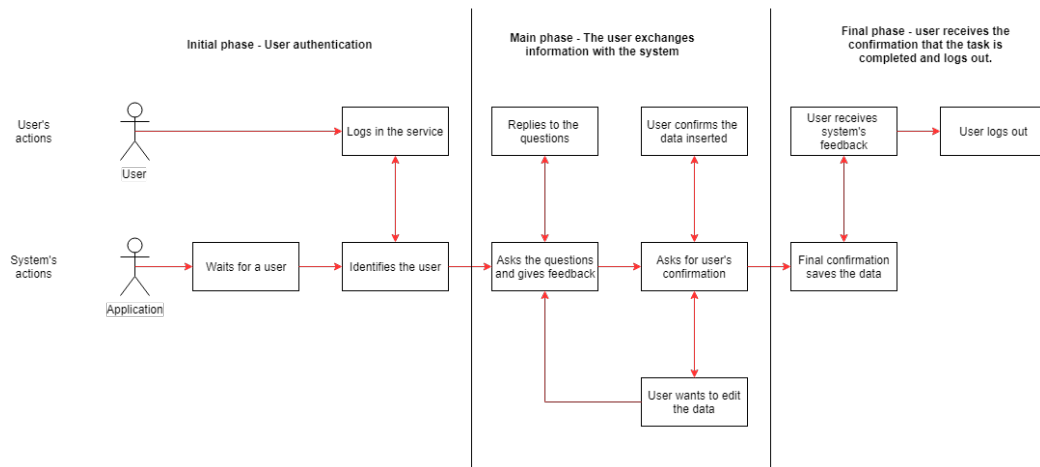 Initial phase - User authentication
Main phase - The user exchanges
information with the system
Final phase - user receives the
confirmation that the task is
completed and logs out.
User's
actions
User
Logs in the service
Replies to the
questions
User confirms the
data inserted
User receives
system's
feedback
User logs out
System's
actions
Application
Waits for a user
Identifies the user
Asks the questions
and gives feedback
Asks for user's
confirmation
Final confirmation
saves the data
User wants to edit
the data